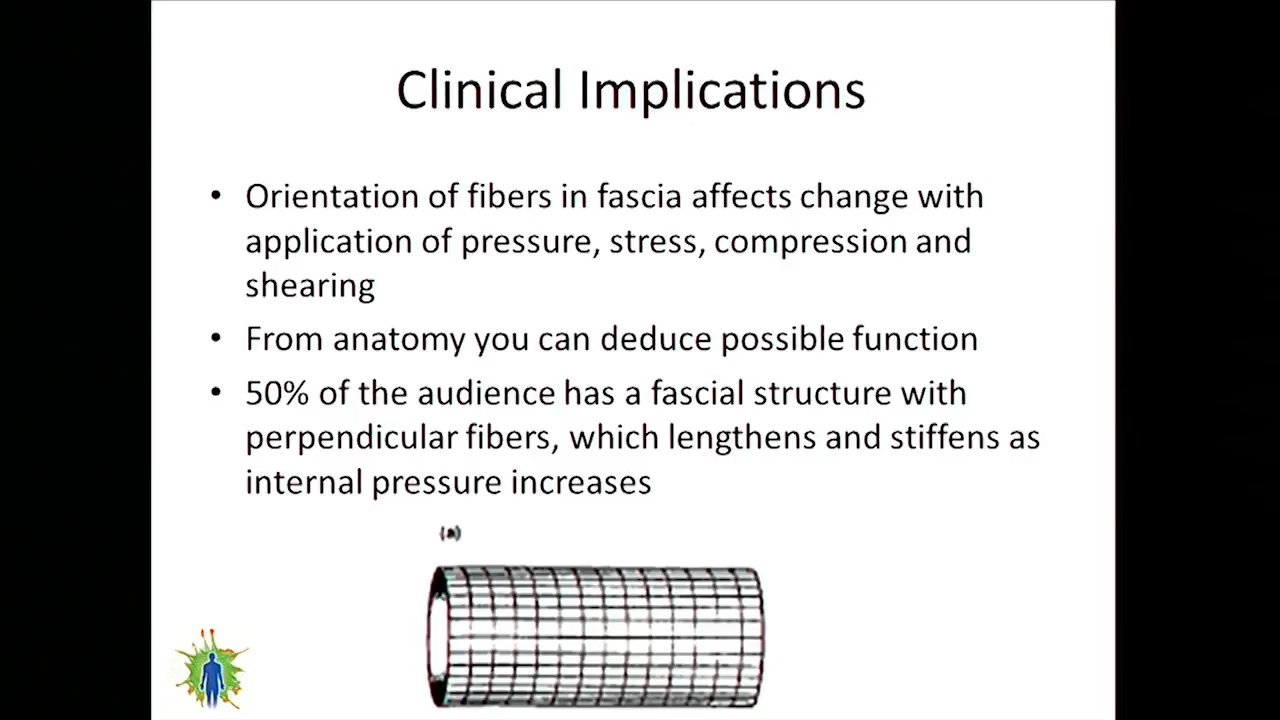 Clinical Implications
• Orientation of fibers in fascia affects change with
application of pressure, stress, compression and
shearing
• From anatomy you can deduce possible function
• 50% of the audience has a fascial structure with
perpendicular fibers, which lengthens and stiffens as
internal pressure increases
(a)